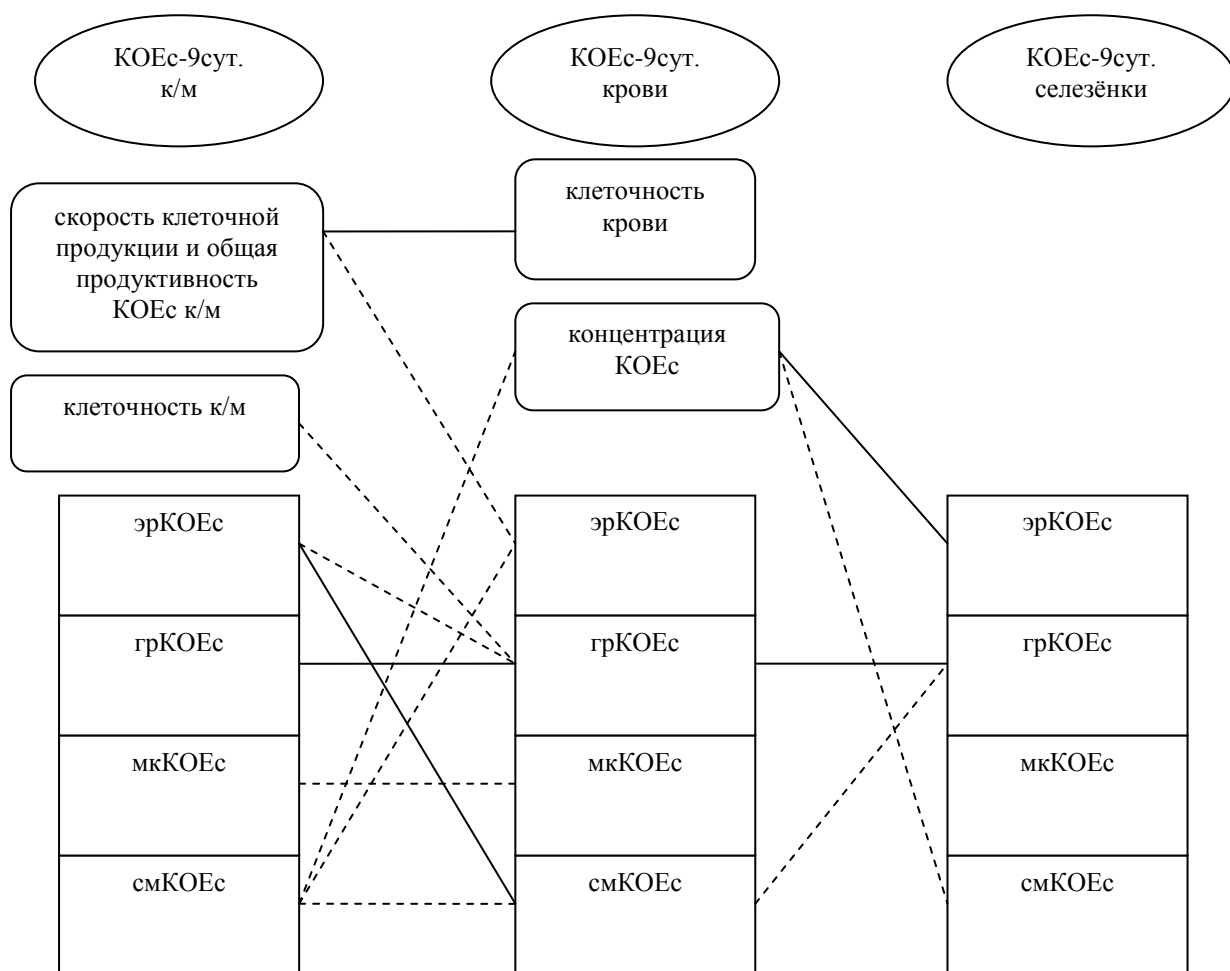 КОЕс-9сут.
к/м
КОЕс-9сут.
крови
КОЕс-9сут.
селезёнки
скорость клеточной
продукции и общая
продуктивность
КОЕс к/м
клеточность
крови
концентрация
КОЕс
клеточность к/м
эрКОЕс
эрКОЕс
эрКОЕс
грКОЕс
грКОЕс
грКОЕс
мкКОЕс
мкКОЕс
мкКОЕс
смКОЕс
смКОЕс
смКОЕс